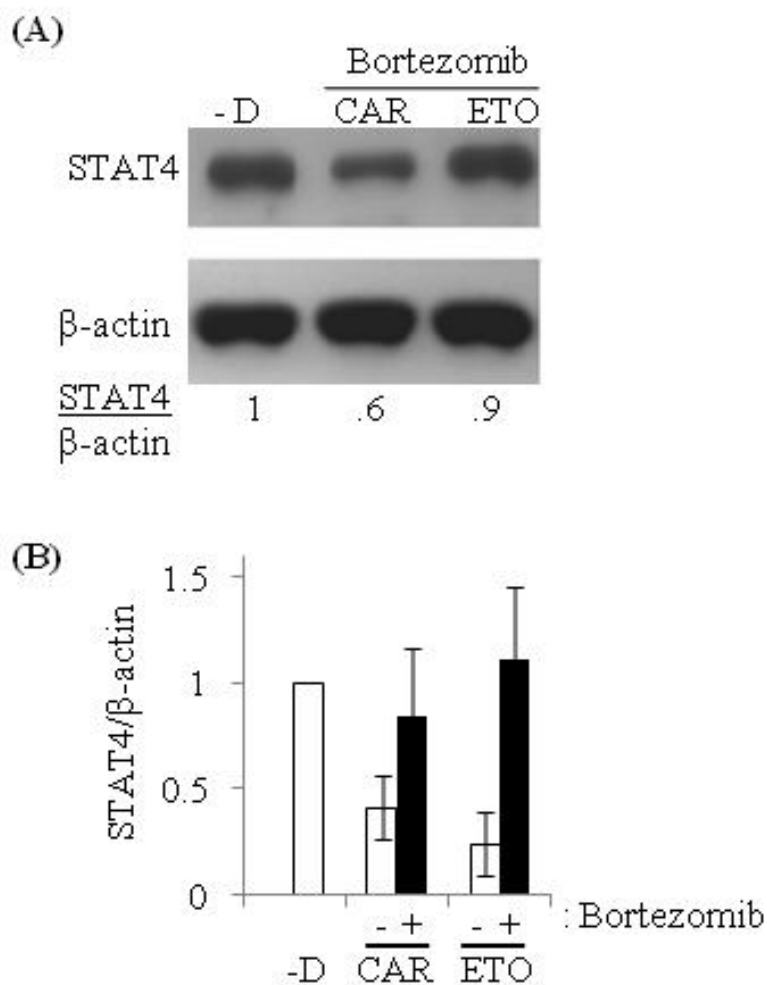 (A)
Bortezomib
- D CAR ETO
STAT4
β-actin
STAT4 1 .6 .9
β-actin
(B)
1.5
1
0.5
0
STAT4/β-actin
- + - + : Bortezomib
-D CAR ETO